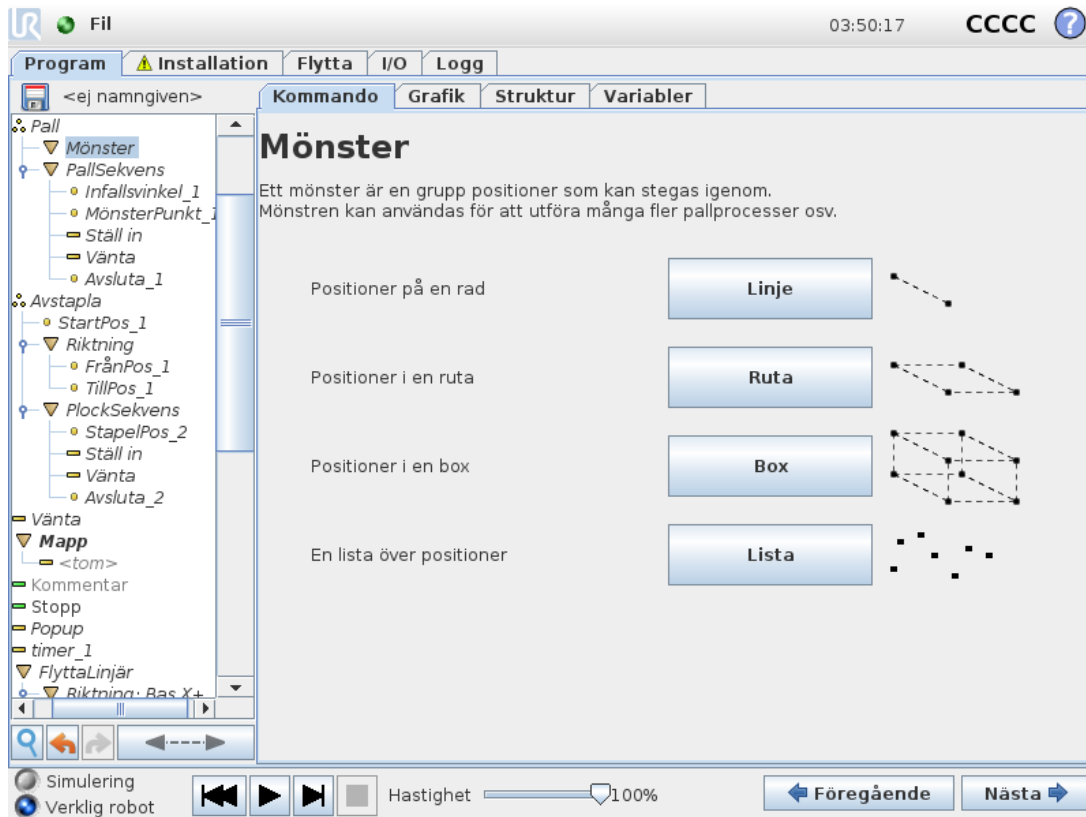 Fil
03:50:17
CCCC
?
Program
Installation
Flytta
I/O
Logg
<ej namngiven>
Kommando
Grafik
Struktur
Variabler
Pall
Mönster
PallSekvens
Infallsvinkel_1
MönsterPunkt_1
Ställ in
Vänta
Avsluta_1
Avstapla
StartPos_1
Riktning
FrånPos_1
TillPos_1
PlockSekvens
StapelPos_2
Ställ in
Vänta
Avsluta_2
Vänta
Mapp
<tom>
Kommentar
Stopp
Popup
timer_1
FlyttaLinjär
Riktning: Bas X+
Mönster
Ett mönster är en grupp positioner som kan stegas igenom.
Mönstren kan användas för att utföra många fler pallprocesser osv.
Positioner på en rad
Linje
Positioner i en ruta
Ruta
Positioner i en box
Box
En lista över positioner
Lista
Simulering
Verklig robot
Hastighet
100%
Föregående
Nästa